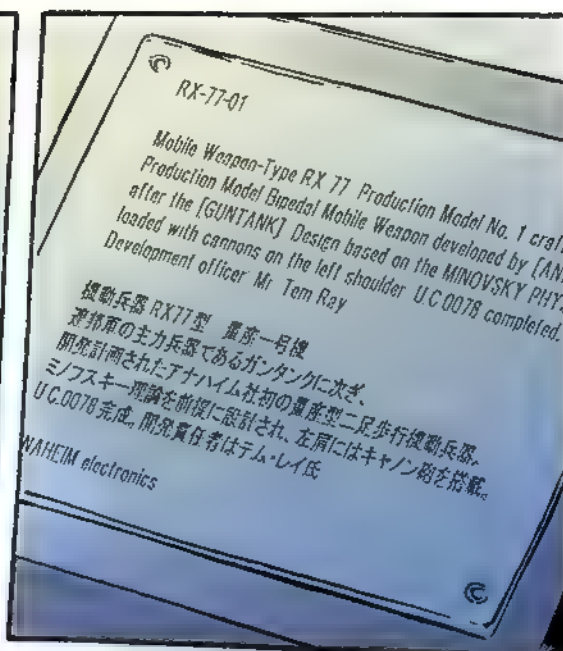 RX-77-01
Mobile Weapon-Type RX 77 Production Model No. 1 craft
Production Model Bipedal Mobile Weapon developed by
after the [GUNTANK] Design based on the MINOVSKY
loaded with cannons on the left shoulder U.C.0078 completed.
Development officer Mr Tem Ray
機動兵器 RX77型 量産一号機
連邦軍の主力兵器であるガンタンクに次ぎ、
開発計画されたアナハイム社初の量産型二足歩行機動兵器。
ミノフスキー理論を前提に設計され、左肩にはキャノン砲を搭載。
U.C.0078完成。開発責任者はテム・レイ氏
electronics